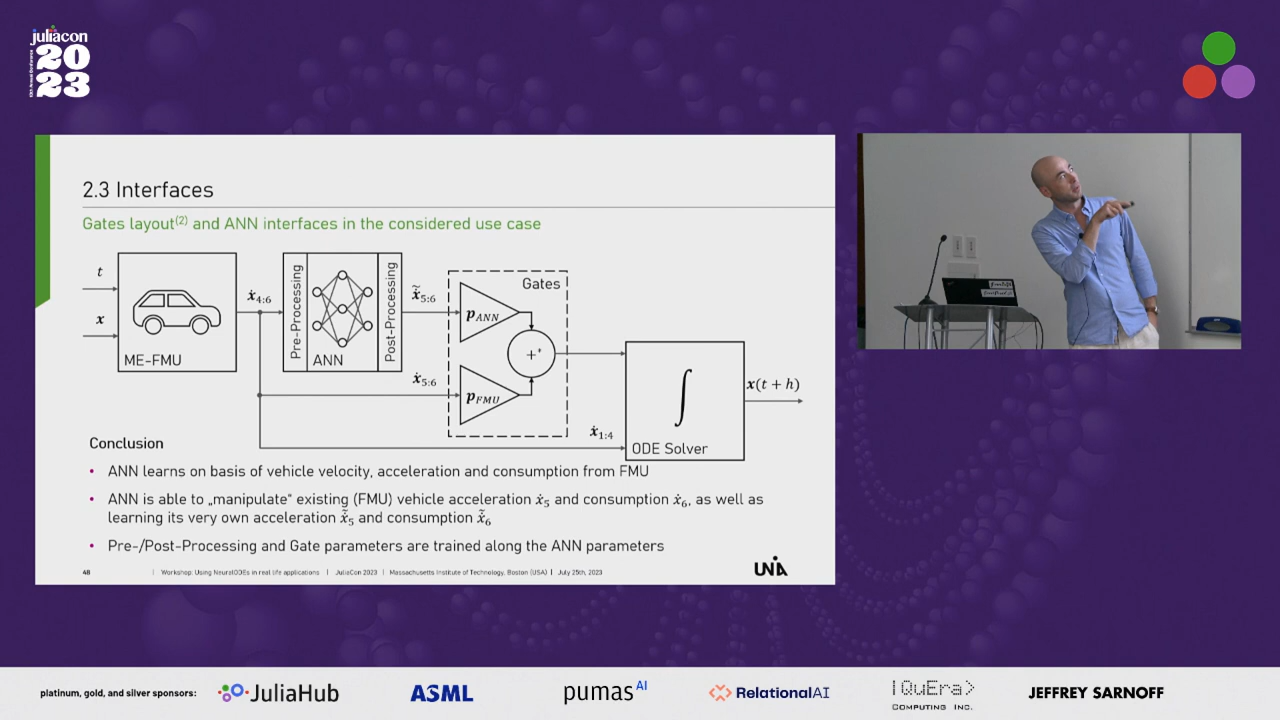 juliacon
2023
2.3 Interfaces
Gates layout(2) and ANN interfaces in the considered use case
t
x
ME-FMU
ẋ4:6
Pre-Processing
ANN
Post-Processing
x̃̇5:6
ẋ5:6
Gates
pANN
pFMU
+*
ẋ1:4
∫
ODE Solver
x(t + h)
Conclusion
• ANN learns on basis of vehicle velocity, acceleration and consumption from FMU
• ANN is able to „manipulate" existing (FMU) vehicle acceleration ẋ5 and consumption ẋ6, as well as
learning its very own acceleration x̃̇5 and consumption x̃̇6
• Pre-/Post-Processing and Gate parameters are trained along the ANN parameters
48 | Workshop: Using NeuralODEs in real life applications | JuliaCon 2023 | Massachusetts Institute of Technology, Boston (USA) | July 25th, 2023
UNIA
platinum, gold, and silver sponsors:
JuliaHub
ASML
pumasAI
RelationalAI
|QuEra>
COMPUTING INC.
JEFFREY SARNOFF